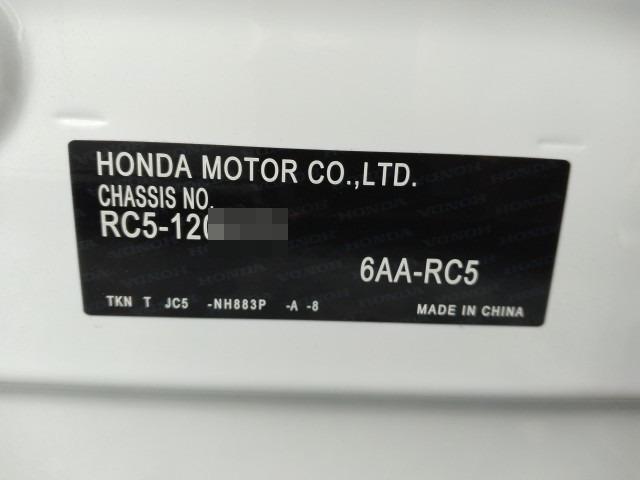 HONDA MOTOR CO.,LTD.
CHASSIS NO.
RC5-120
6AA-RC5
TKN T JC5 -NH883P -A -8
MADE IN CHINA